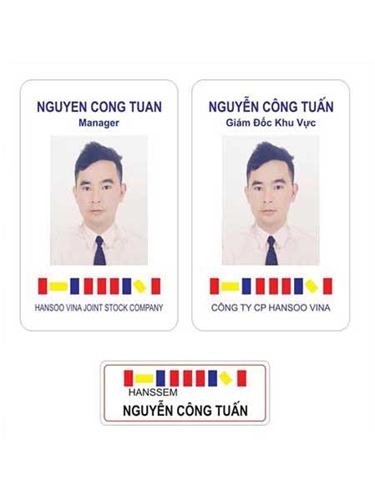 NGUYEN CONG TUAN
Manager
HANSOO VINA JOINT STOCK COMPANY
NGUYỄN CÔNG TUẤN
Giám Đốc Khu Vực
CÔNG TY CP HANSOO VINA
HANSSEM
NGUYỄN CÔNG TUẤN